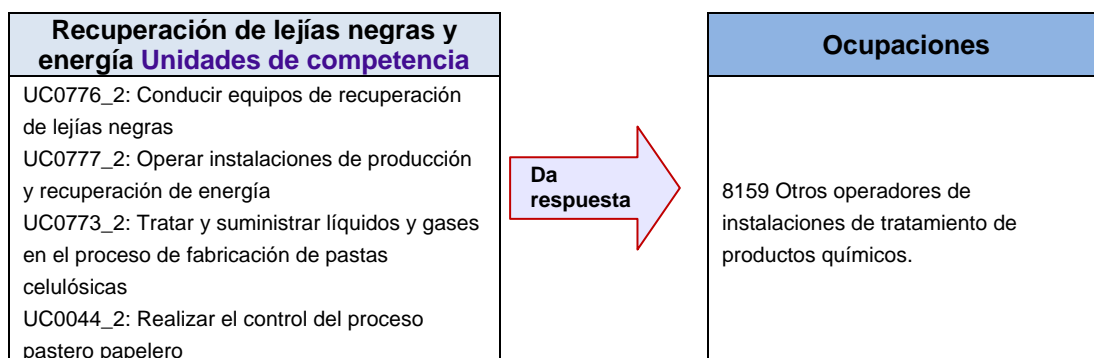 Recuperación de lejías negras y
energía Unidades de competencia
UC0776_2: Conducir equipos de recuperación
de lejías negras
UC0777_2: Operar instalaciones de producción
y recuperación de energía
UC0773_2: Tratar y suministrar líquidos y gases
en el proceso de fabricación de pastas
celulósicas
UC0044_2: Realizar el control del proceso
pastero papelero
Da
respuesta
Ocupaciones
8159 Otros operadores de
instalaciones de tratamiento de
productos químicos.